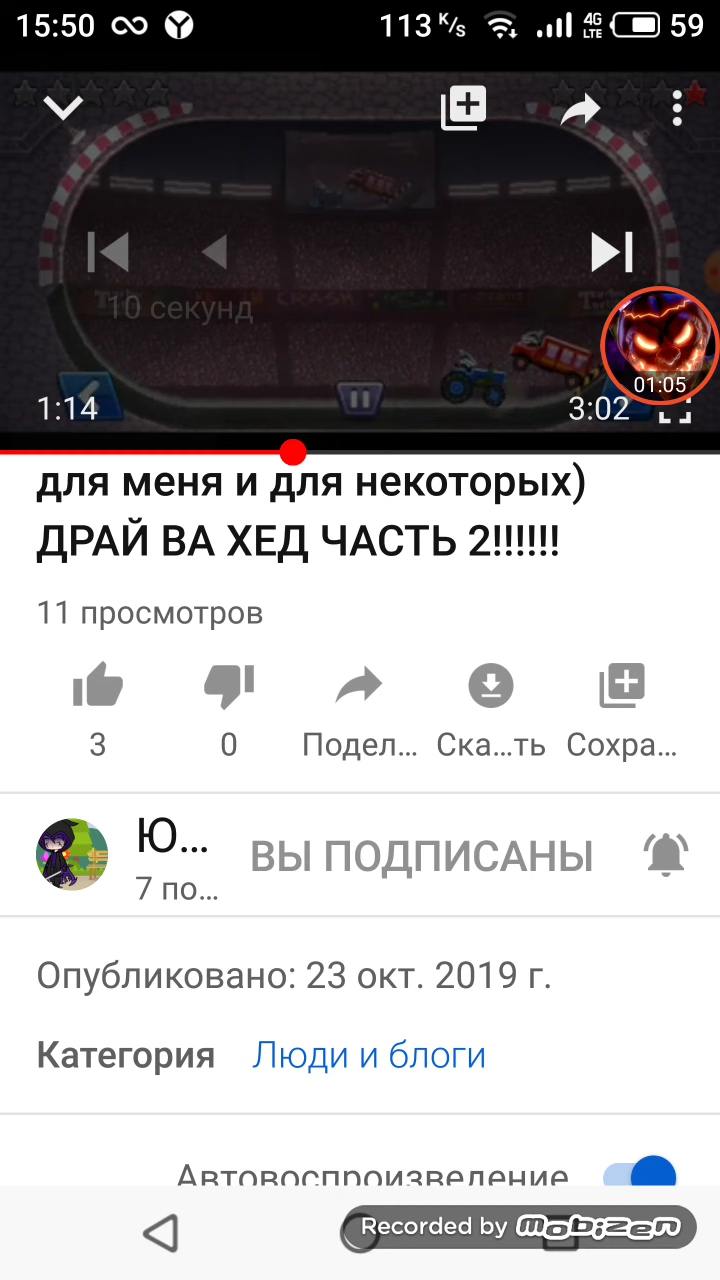 15:50 113 K/s 4G LTE 59
10 секунд
CRASH
01:05
1:14 3:02
для меня и для некоторых)
ДРАЙ ВА ХЕД ЧАСТЬ 2!!!!!!
11 просмотров
3 0 Подел... Ска...ть Сохра...
Ю...
7 по...
ВЫ ПОДПИСАНЫ
Опубликовано: 23 окт. 2019 г.
Категория Люди и блоги
Автовоспроизведение
Recorded by mobizen